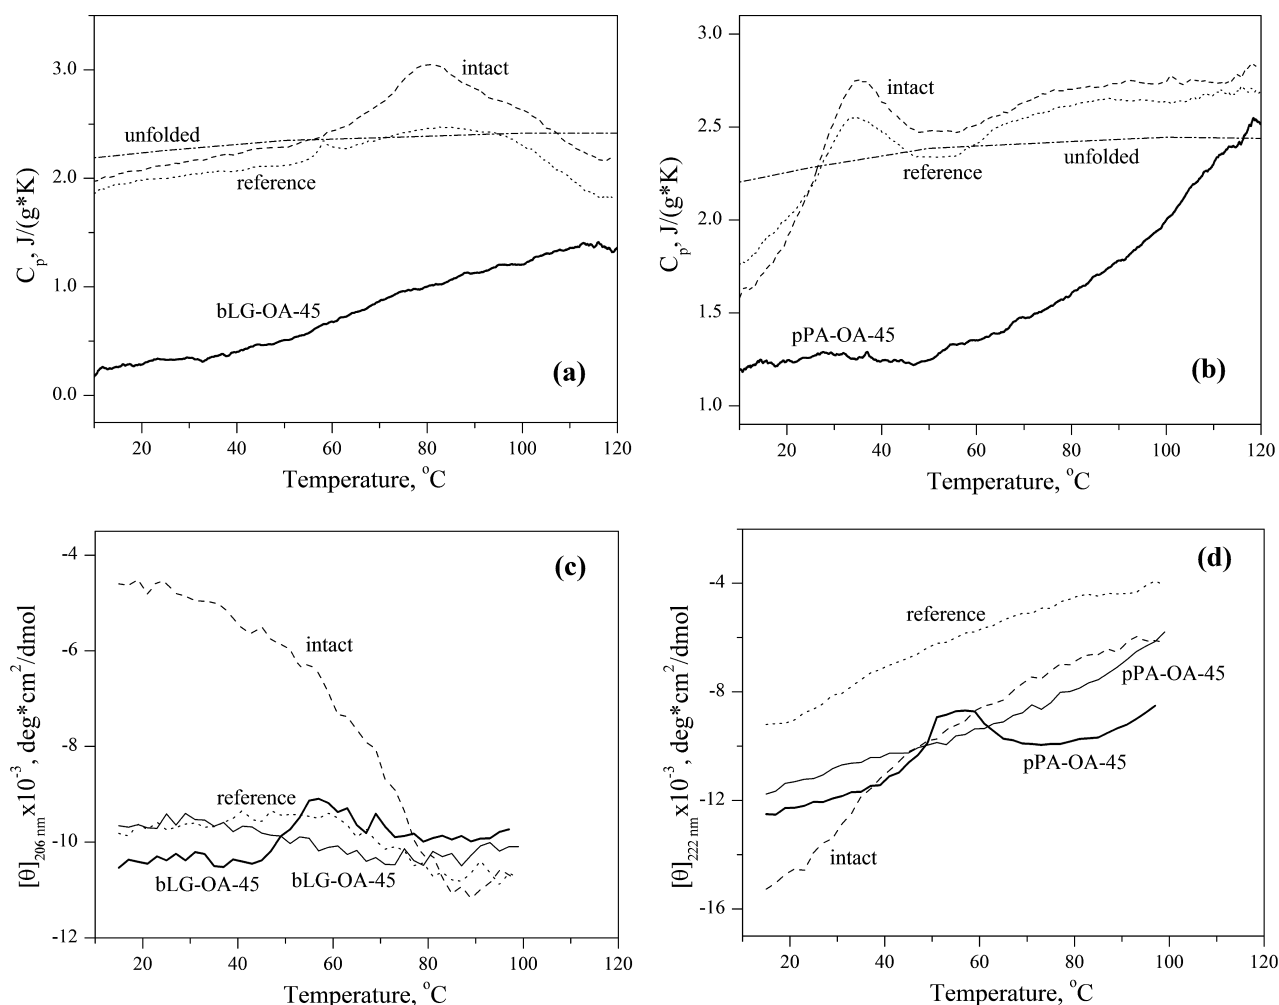 3.0
2.0
1.0
0.0
C_p, J/(g*K)
intact
unfolded
reference
bLG-OA-45
(a)
20 40 60 80 100 120
Temperature, °C
3.0
2.5
2.0
1.5
1.0
C_p, J/(g*K)
intact
reference
unfolded
pPA-OA-45
(b)
20 40 60 80 100 120
Temperature, °C
-4
-6
-8
-10
-12
[θ]_206 nm x10^-3, deg*cm^2/dmol
(c)
intact
reference
bLG-OA-45 bLG-OA-45
20 40 60 80 100 120
Temperature, °C
-4
-8
-12
-16
[θ]_222 nm x10^-3, deg*cm^2/dmol
(d)
reference
pPA-OA-45
pPA-OA-45
intact
20 40 60 80 100 120
Temperature, °C